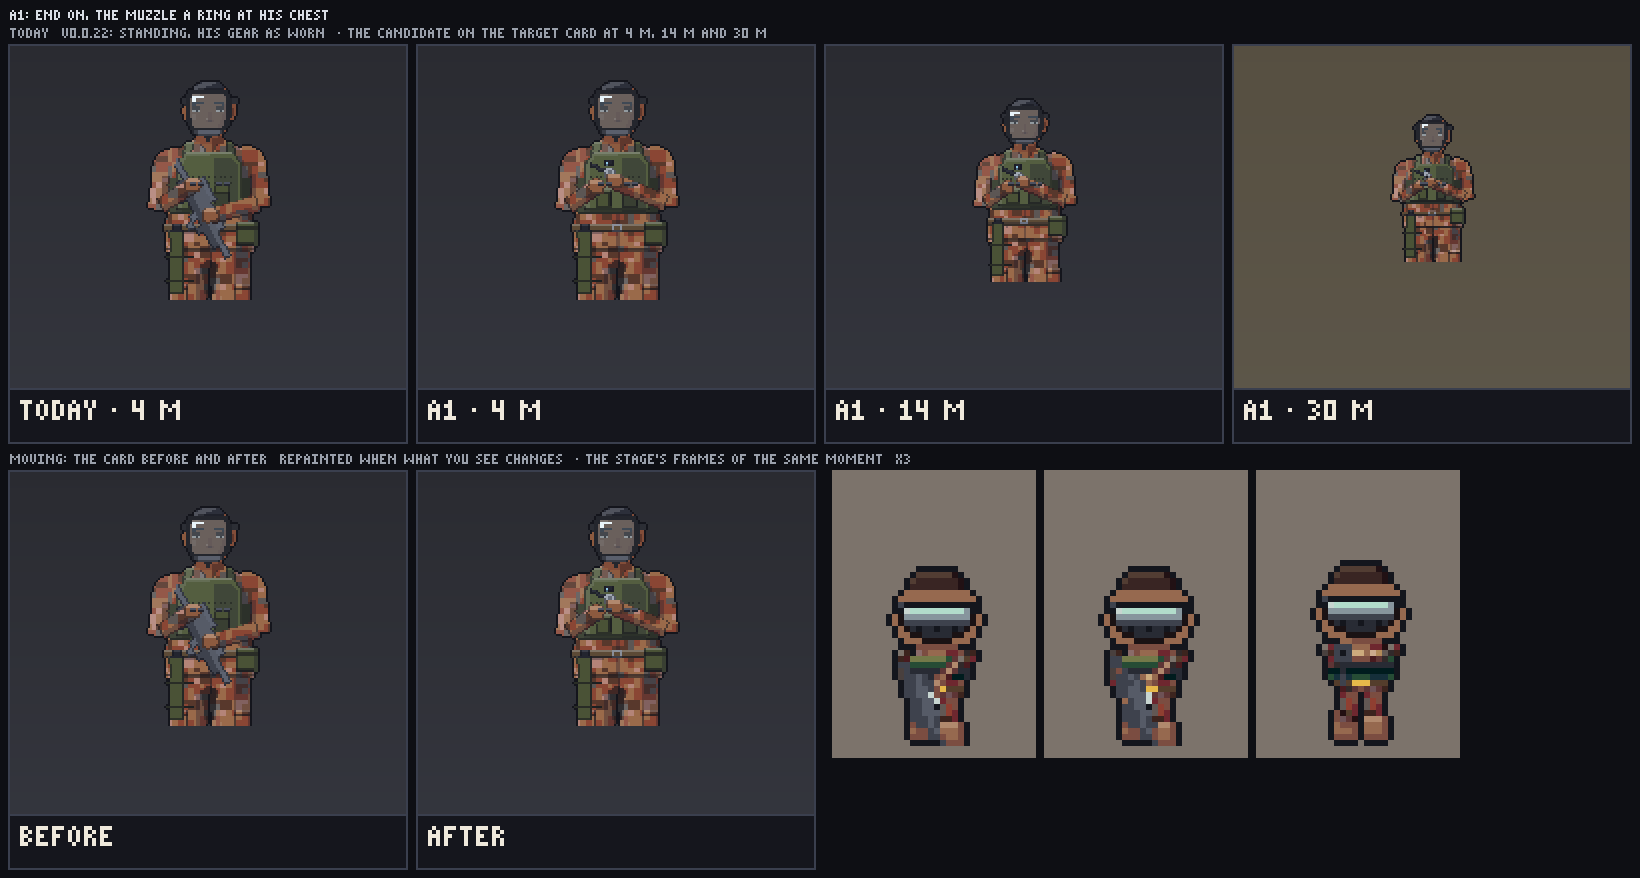 A1: END ON, THE MUZZLE A RING AT HIS CHEST
TODAY V0.0.22: STANDING, HIS GEAR AS WORN · THE CANDIDATE ON THE TARGET CARD AT 4 M, 14 M AND 30 M
TODAY · 4 M
A1 · 4 M
A1 · 14 M
A1 · 30 M
MOVING: THE CARD BEFORE AND AFTER REPAINTED WHEN WHAT YOU SEE CHANGES · THE STAGE'S FRAMES OF THE SAME MOMENT X3
BEFORE
AFTER